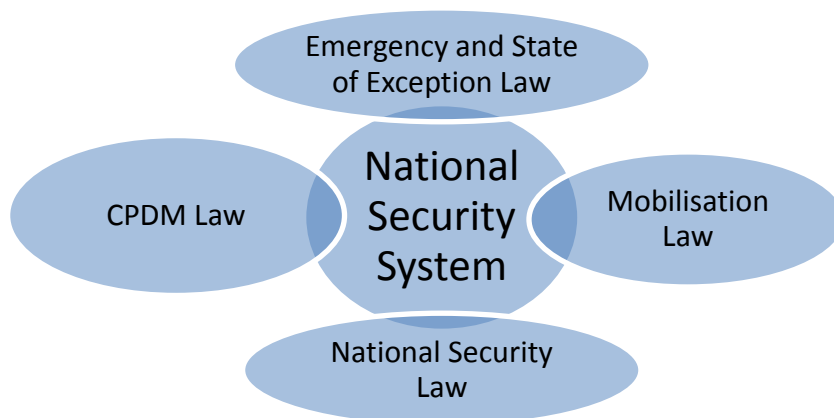 Emergency and State
of Exception Law
National
Security
System
CPDM Law
Mobilisation
Law
National Security
Law